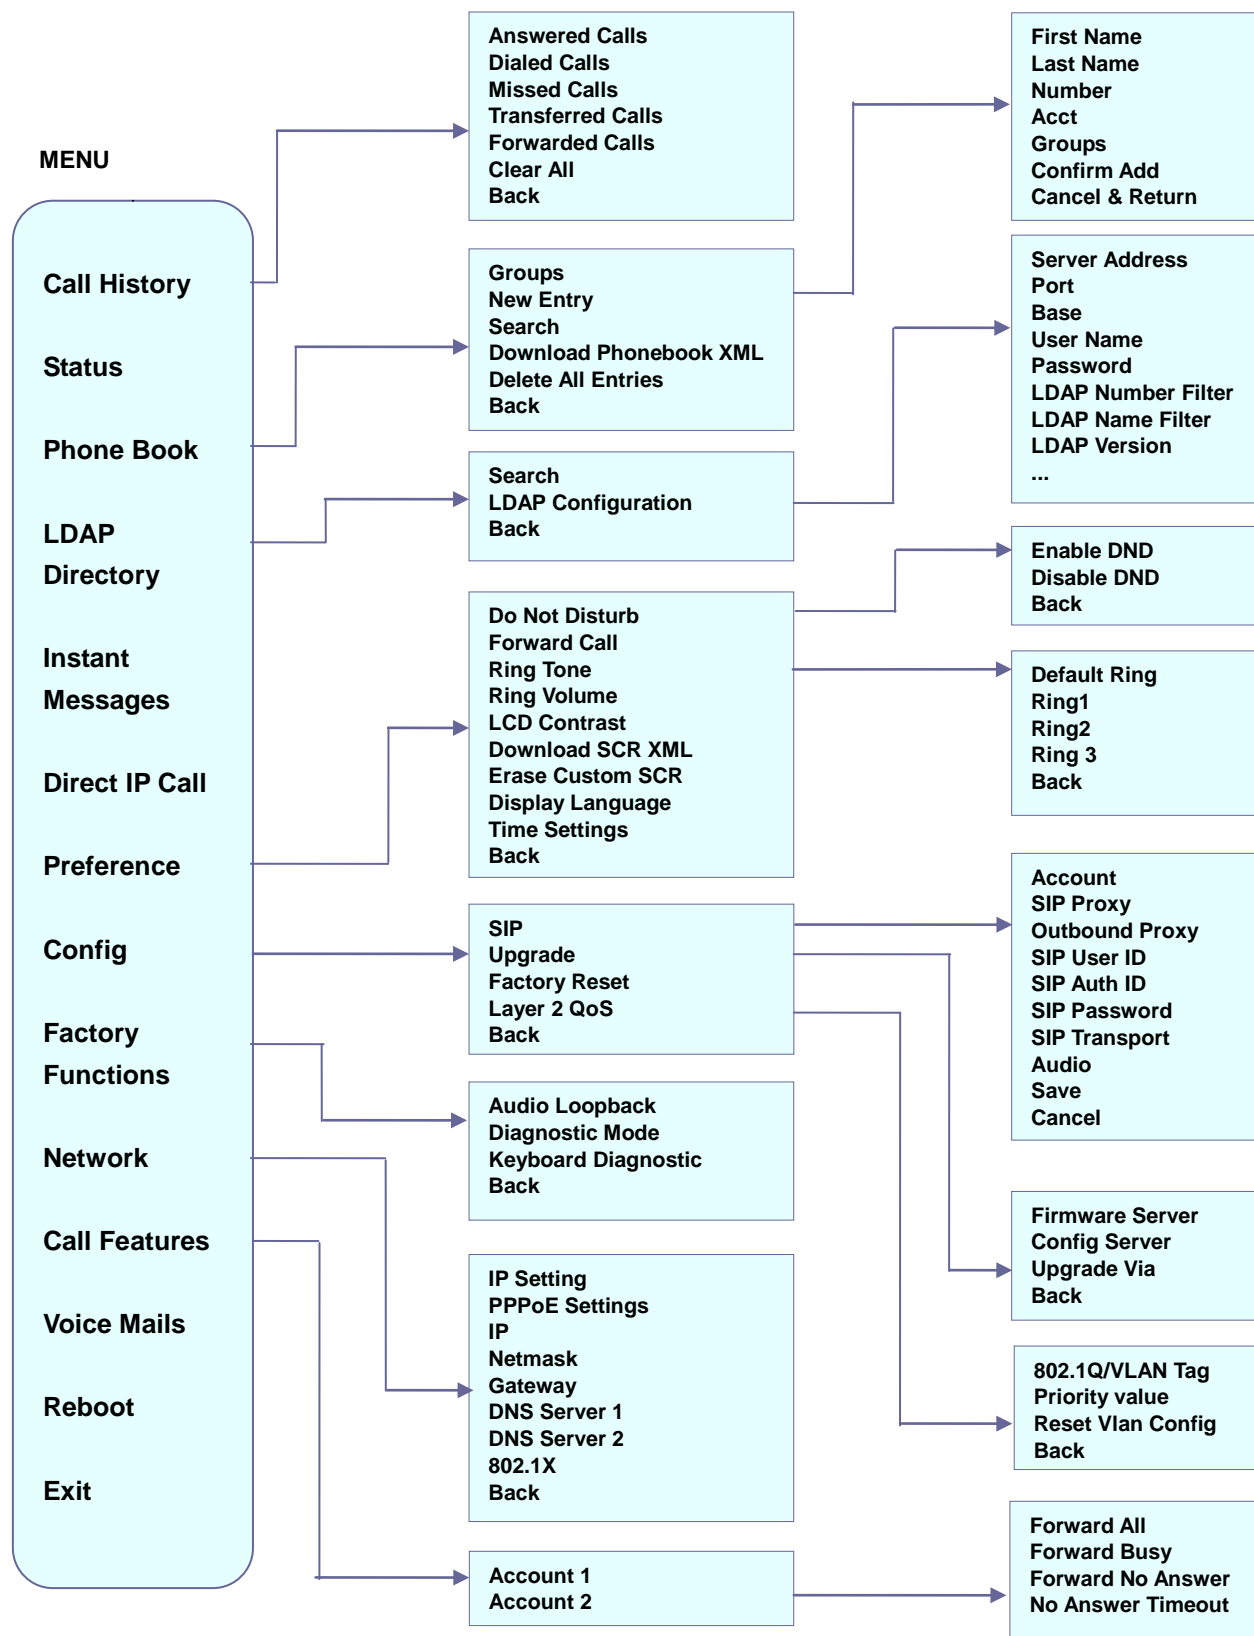 MENU
Call History
Status
Phone Book
LDAP
Directory
Instant
Messages
Direct IP Call
Preference
Config
Factory
Functions
Network
Call Features
Voice Mails
Reboot
Exit
Answered Calls
Dialed Calls
Missed Calls
Transferred Calls
Forwarded Calls
Clear All
Back
Groups
New Entry
Search
Download Phonebook XML
Delete All Entries
Back
Search
LDAP Configuration
Back
Do Not Disturb
Forward Call
Ring Tone
Ring Volume
LCD Contrast
Download SCR XML
Erase Custom SCR
Display Language
Time Settings
Back
SIP
Upgrade
Factory Reset
Layer 2 QoS
Back
Audio Loopback
Diagnostic Mode
Keyboard Diagnostic
Back
IP Setting
PPPoE Settings
IP
Netmask
Gateway
DNS Server 1
DNS Server 2
802.1X
Back
Account 1
Account 2
First Name
Last Name
Number
Acct
Groups
Confirm Add
Cancel & Return
Server Address
Port
Base
User Name
Password
LDAP Number Filter
LDAP Name Filter
LDAP Version
...
Enable DND
Disable DND
Back
Default Ring
Ring1
Ring2
Ring 3
Back
Account
SIP Proxy
Outbound Proxy
SIP User ID
SIP Auth ID
SIP Password
SIP Transport
Audio
Save
Cancel
Firmware Server
Config Server
Upgrade Via
Back
802.1Q/VLAN Tag
Priority value
Reset Vlan Config
Back
Forward All
Forward Busy
Forward No Answer
No Answer Timeout